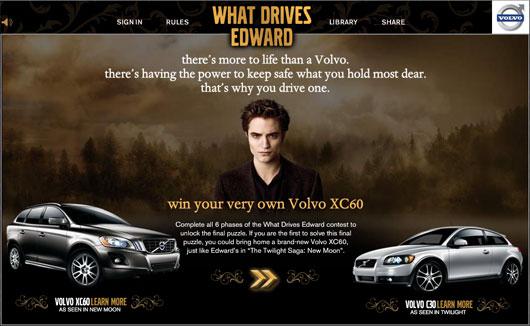 SIGN IN
RULES
WHAT DRIVES
EDWARD
LIBRARY
SHARE
VOLVO
there's more to life than a Volvo.
there's having the power to keep safe what you hold most dear.
that's why you drive one.
win your very own Volvo XC60
Complete all 6 phases of the What Drives Edward contest to
unlock the final puzzle. If you are the first to solve this final
puzzle, you could bring home a brand-new Volvo XC60,
just like Edward's in "The Twilight Saga: New Moon".
VOLVO XC60 LEARN MORE
AS SEEN IN NEW MOON
VOLVO C30 LEARN MORE
AS SEEN IN TWILIGHT